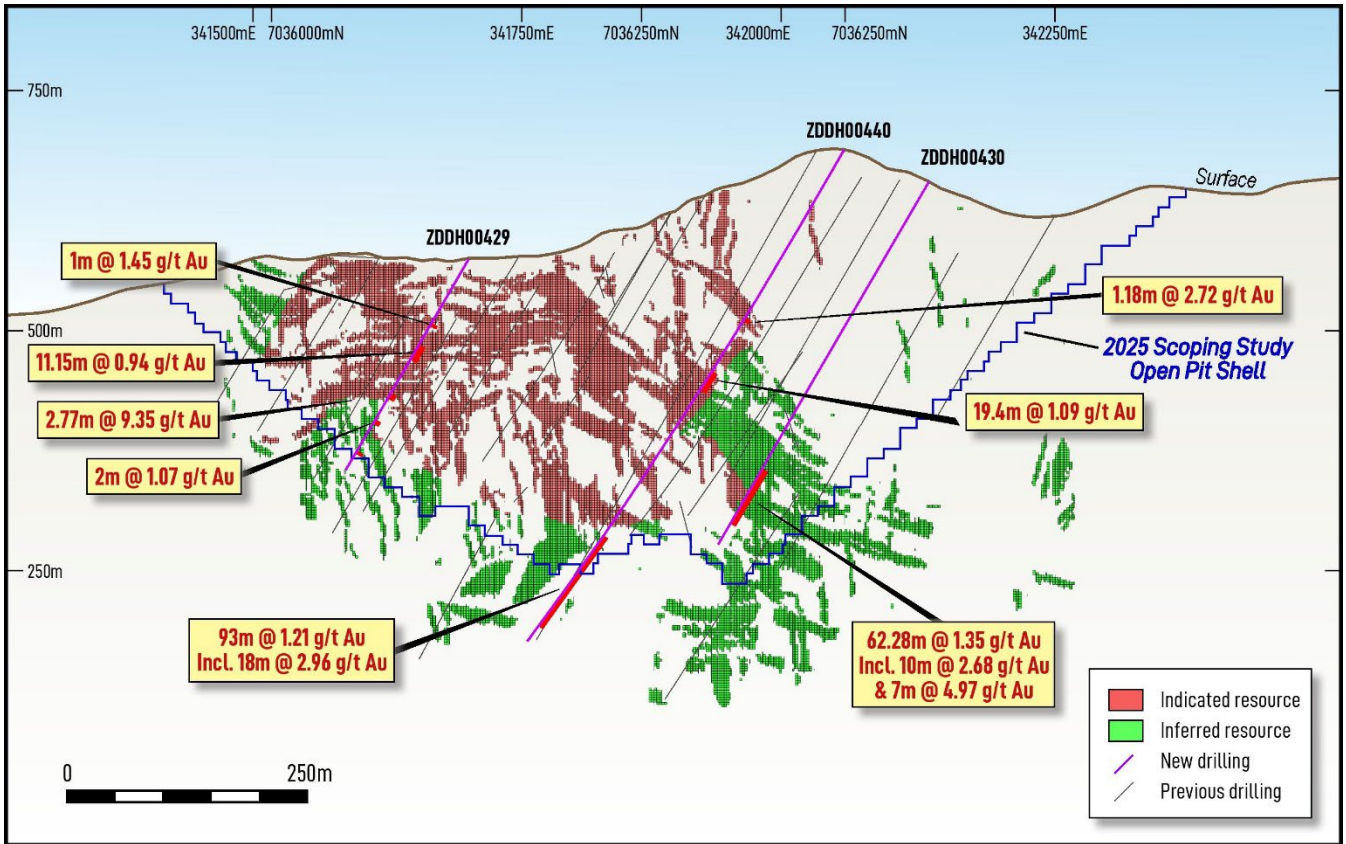 341500mE
7036000mN
341750mE
7036250mN
342000mE
7036250mN
342250mE
750m
ZDDH00440
ZDDH00430
Surface
ZDDH00429
1m @ 1.45 g/t Au
1.18m @ 2.72 g/t Au
500m
2025 Scoping Study
Open Pit Shell
11.15m @ 0.94 g/t Au
19.4m @ 1.09 g/t Au
2.77m @ 9.35 g/t Au
2m @ 1.07 g/t Au
250m
93m @ 1.21 g/t Au
Incl. 18m @ 2.96 g/t Au
62.28m @ 1.35 g/t Au
Incl. 10m @ 2.68 g/t Au
& 7m @ 4.97 g/t Au
Indicated resource
Inferred resource
New drilling
Previous drilling
0
250m